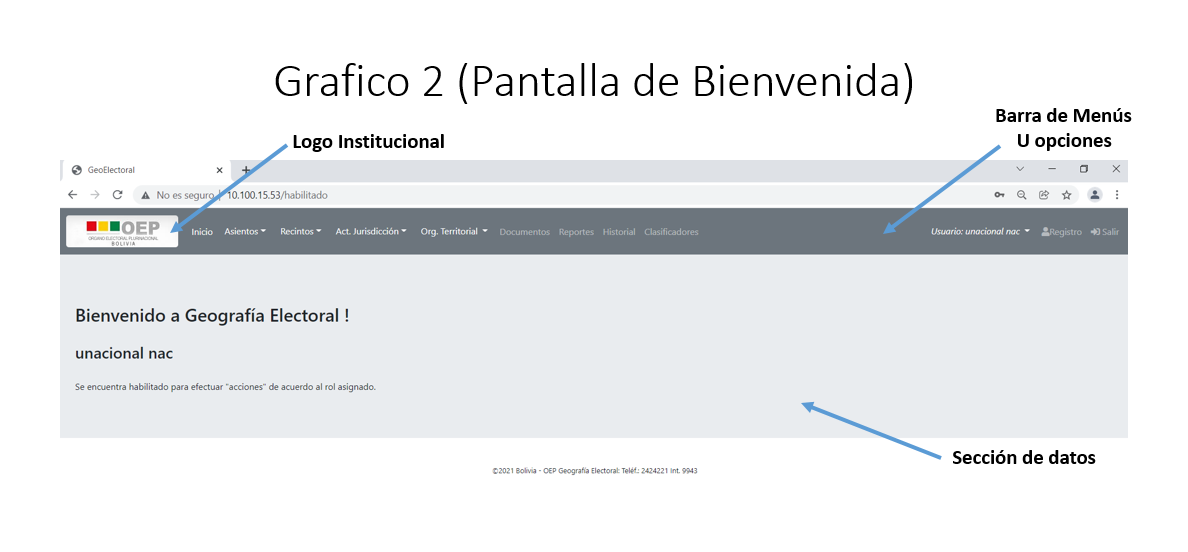 Grafico 2 (Pantalla de Bienvenida)
Logo Institucional
Barra de Menús
U opciones
GeoElectoral
No es seguro | 10.100.15.53/habilitado
OEP
ÓRGANO ELECTORAL PLURINACIONAL
BOLIVIA
Inicio Asientos Recintos Act. Jurisdicción Org. Territorial Documentos Reportes Historial Clasificadores Usuario: unacional nac Registro Salir
Bienvenido a Geografía Electoral !
unacional nac
Se encuentra habilitado para efectuar "acciones" de acuerdo al rol asignado.
Sección de datos
©2021 Bolivia - OEP Geografía Electoral: Teléf.: 2424221 Int. 9943